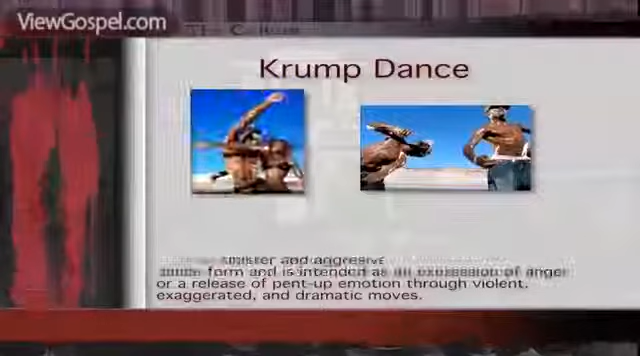 ViewGospel.com
Krump Dance
sinister and aggresive
form and is intended as an expression of anger
or a release of pent-up emotion through violent,
exaggerated, and dramatic moves.